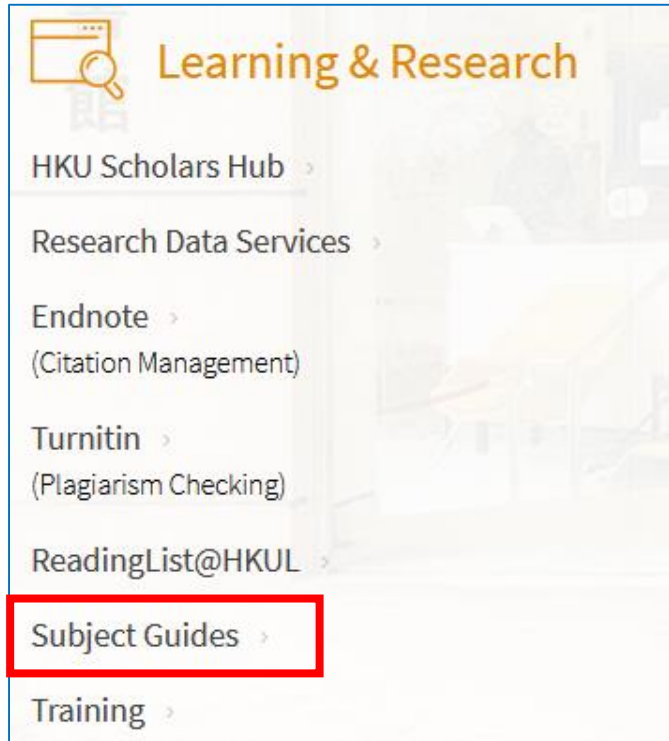 Learning & Research
HKU Scholars Hub
Research Data Services
Endnote
(Citation Management)
Turnitin
(Plagiarism Checking)
ReadingList@HKUL
Subject Guides
Training